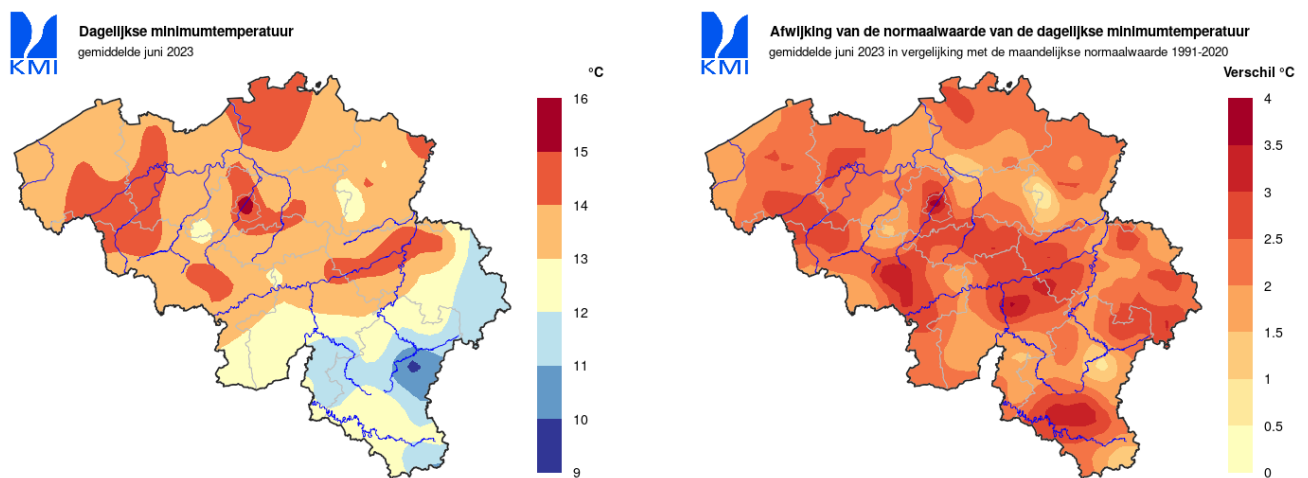 KMI
Dagelijkse minimumtemperatuur
gemiddelde juni 2023
°C
16
15
14
13
12
11
10
9
KMI
Afwijking van de normaalwaarde van de dagelijkse minimumtemperatuur
gemiddelde juni 2023 in vergelijking met de maandelijkse normaalwaarde 1991-2020
Verschil °C
4
3.5
3
2.5
2
1.5
1
0.5
0